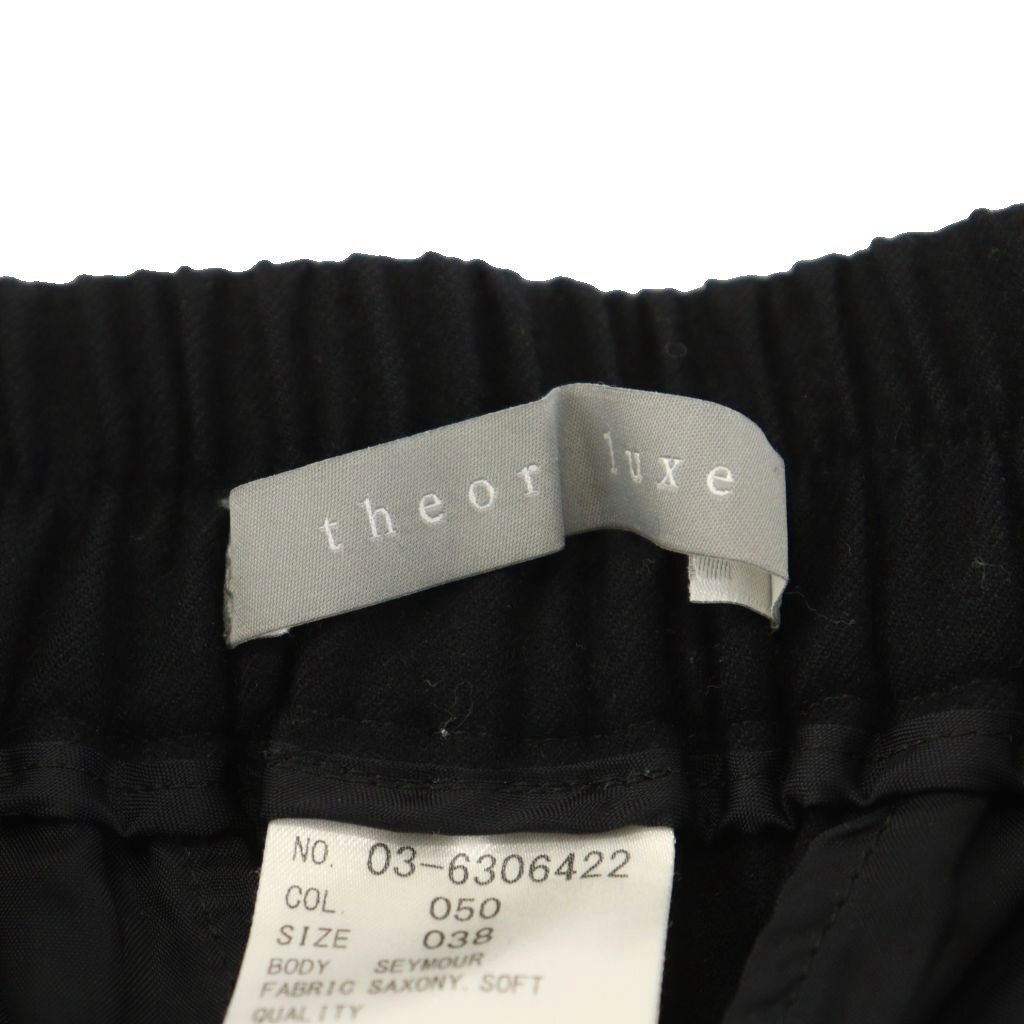 theor luxe
NO. 03-6306422
COL. 050
SIZE 038
BODY SEYMOUR
FABRIC SAXONY. SOFT
QUALITY